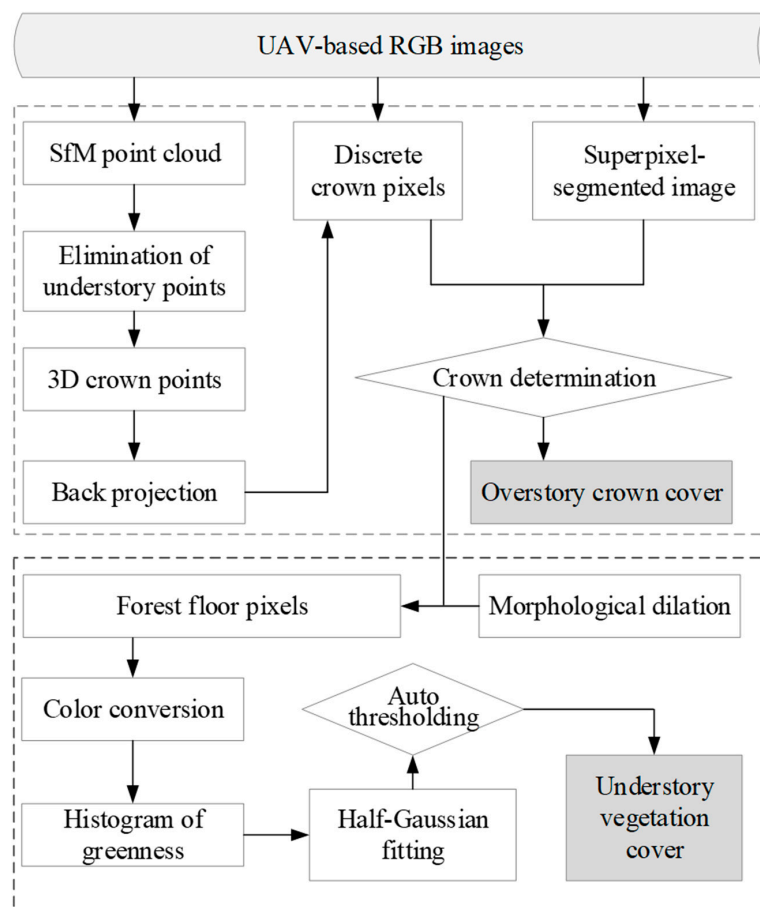 UAV-based RGB images
SfM point cloud
Elimination of
understory points
3D crown points
Back projection
Discrete
crown pixels
Superpixel-
segmented image
Crown determination
Overstory crown cover
Forest floor pixels
Morphological dilation
Color conversion
Histogram of
greenness
Half-Gaussian
fitting
Auto
thresholding
Understory
vegetation
cover